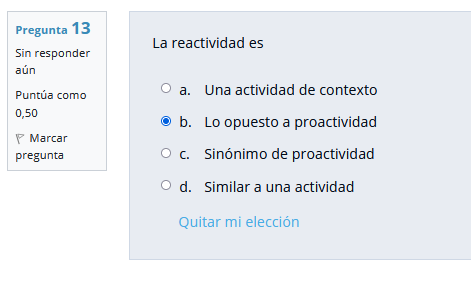 Pregunta 13
Sin responder
aún
Puntúa como
0,50
Marcar
pregunta
La reactividad es
a. Una actividad de contexto
b. Lo opuesto a proactividad
c. Sinónimo de proactividad
d. Similar a una actividad
Quitar mi elección